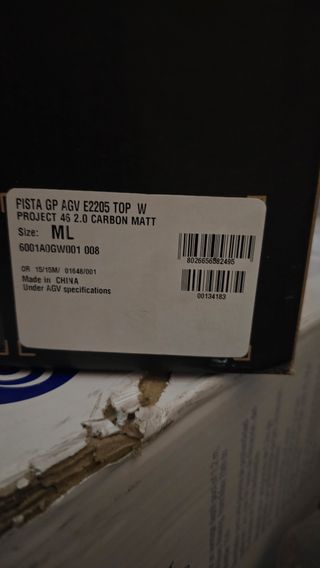 PISTA GP AGV E2205 TOP W
PROJECT 46 2.0 CARBON MATT
Size: ML
6001A0GW001 008
8026656582495
CR 15/15M/ 01648/001
00134183
Made in CHINA
Under AGV specifications